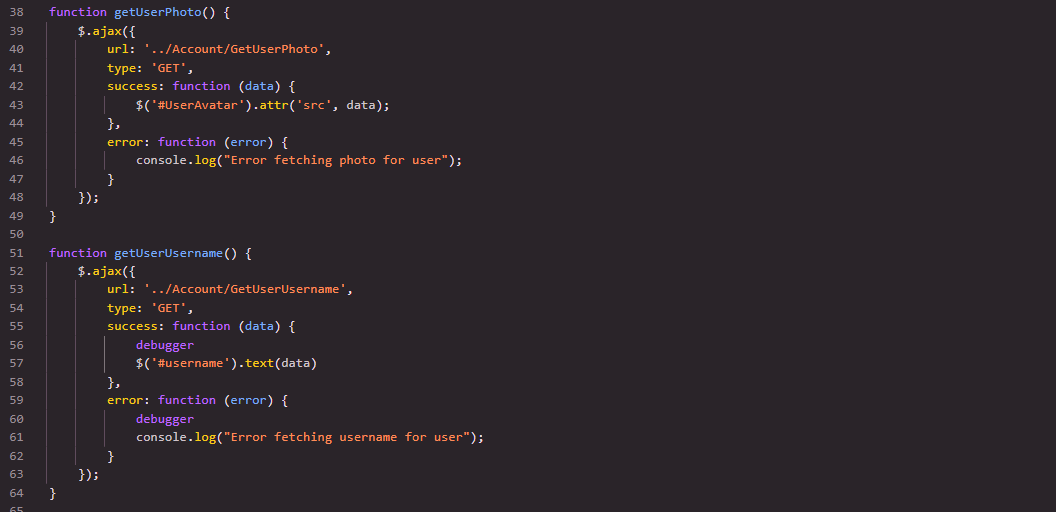 38 function getUserPhoto() {
39 $.ajax({
40 url: '../Account/GetUserPhoto',
41 type: 'GET',
42 success: function (data) {
43 $('#UserAvatar').attr('src', data);
44 },
45 error: function (error) {
46 console.log("Error fetching photo for user");
47 }
48 });
49 }
50
51 function getUserUsername() {
52 $.ajax({
53 url: '../Account/GetUserUsername',
54 type: 'GET',
55 success: function (data) {
56 debugger
57 $('#username').text(data)
58 },
59 error: function (error) {
60 debugger
61 console.log("Error fetching username for user");
62 }
63 });
64 }
65